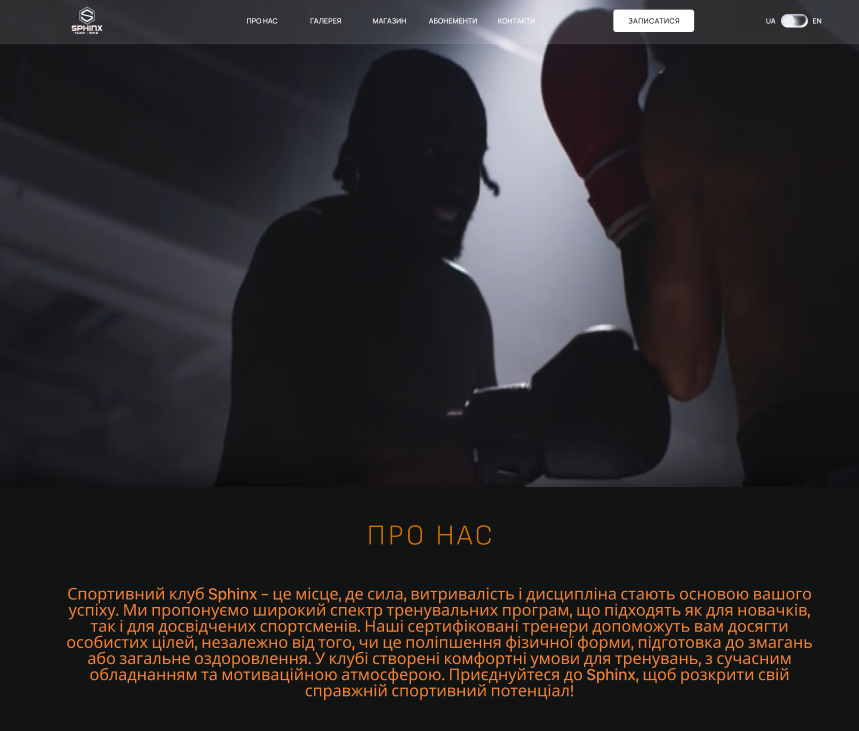 SPHINX
ПРО НАС ГАЛЕРЕЯ МАГАЗИН АБОНЕМЕНТИ КОНТАКТИ ЗАПИСАТИСЯ UA EN
ПРО НАС
Спортивний клуб Sphinx – це місце, де сила, витривалість і дисципліна стають основою вашого
успіху. Ми пропонуємо широкий спектр тренувальних програм, що підходять як для новачків,
так і для досвідчених спортсменів. Наші сертифіковані тренери допоможуть вам досягти
особистих цілей, незалежно від того, чи це поліпшення фізичної форми, підготовка до змагань
або загальне оздоровлення. У клубі створені комфортні умови для тренувань, з сучасним
обладнанням та мотиваційною атмосферою. Приєднуйтеся до Sphinx, щоб розкрити свій
справжній спортивний потенціал!